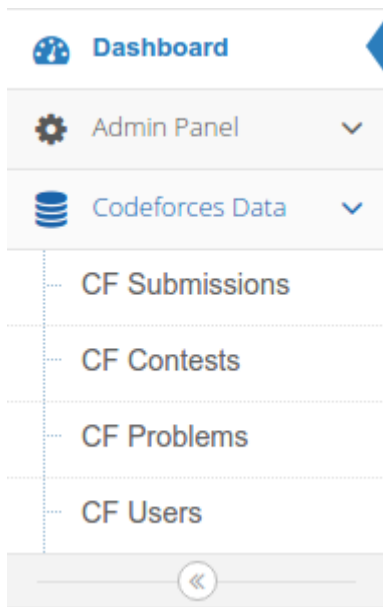 Dashboard
Admin Panel
Codeforces Data
CF Submissions
CF Contests
CF Problems
CF Users